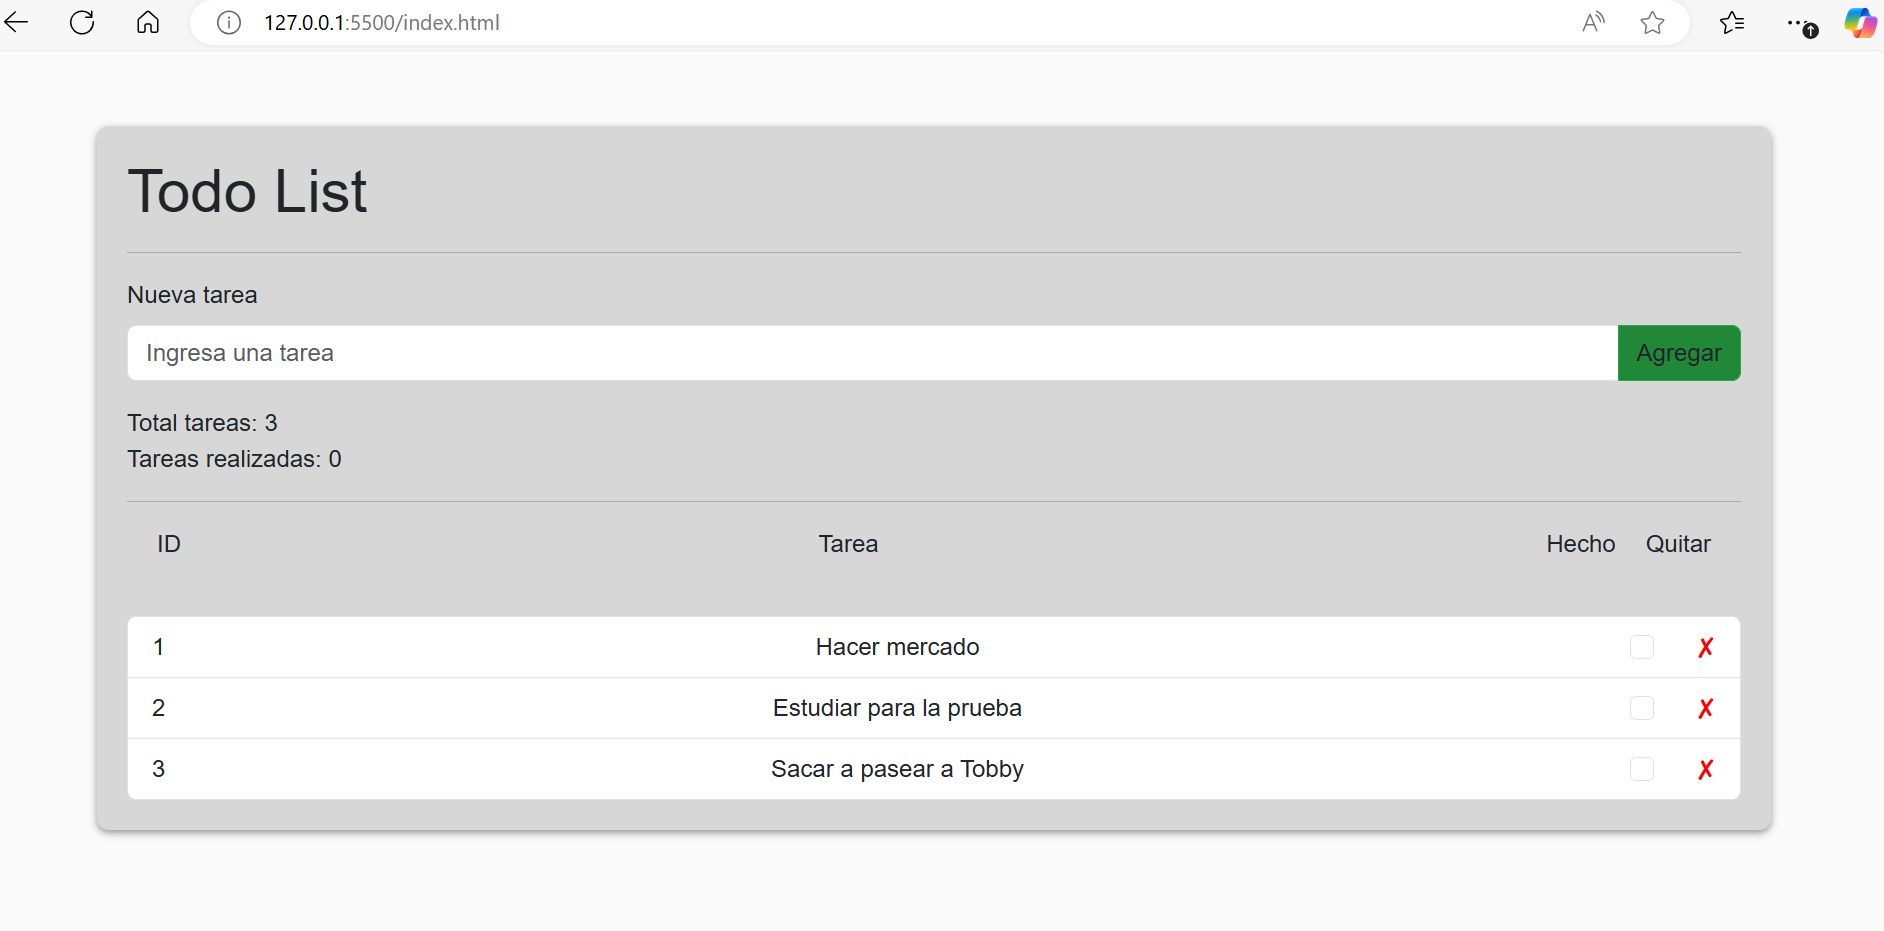 127.0.0.1:5500/index.html
Todo List
Nueva tarea
Ingresa una tarea Agregar
Total tareas: 3
Tareas realizadas: 0
ID Tarea Hecho Quitar
1 Hacer mercado ✗
2 Estudiar para la prueba ✗
3 Sacar a pasear a Tobby ✗